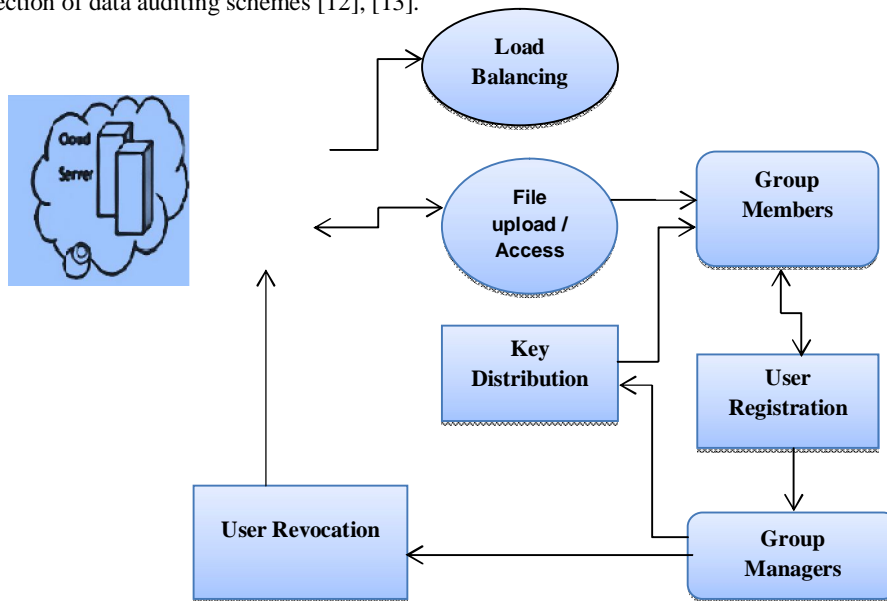 ection of data auditing schemes [12], [13].
Load
Balancing
Cloud
Server
File
upload /
Access
Group
Members
Key
Distribution
User
Registration
User Revocation
Group
Managers